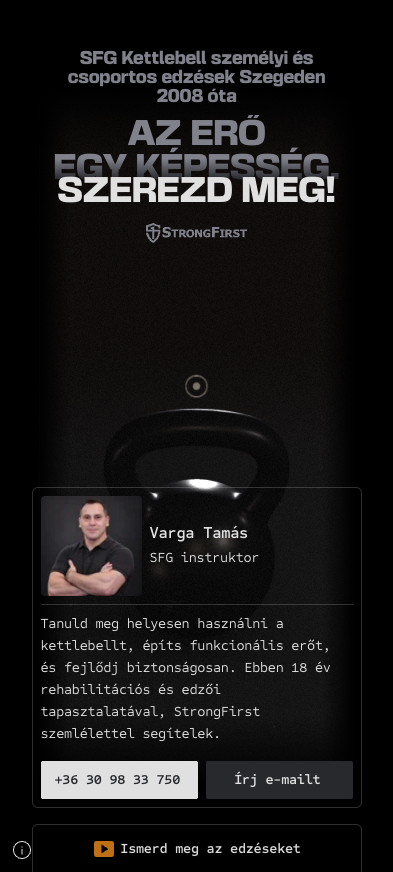 SFG Kettlebell személyi és
csoportos edzések Szegeden
2008 óta
AZ ERŐ
EGY KÉPESSÉG.
SZEREZD MEG!
STRONGFIRST
Varga Tamás
SFG instruktor
Tanuld meg helyesen használni a
kettlebellt, építs funkcionális erőt,
és fejlődj biztonságosan. Ebben 18 év
rehabilitációs és edzői
tapasztalatával, StrongFirst
szemlélettel segítelek.
+36 30 98 33 750
Írj e-mailt
Ismerd meg az edzéseket